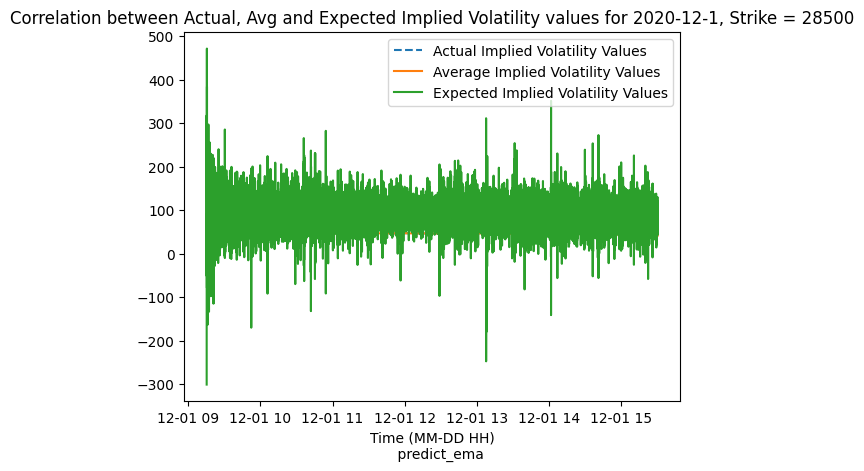 Correlation between Actual, Avg and Expected Implied Volatility values for 2020-12-1, Strike = 28500
500
400
300
200
100
0
−100
−200
−300
Actual Implied Volatility Values
Average Implied Volatility Values
Expected Implied Volatility Values
12-01 09 12-01 10 12-01 11 12-01 12 12-01 13 12-01 14 12-01 15
Time (MM-DD HH)
predict_ema